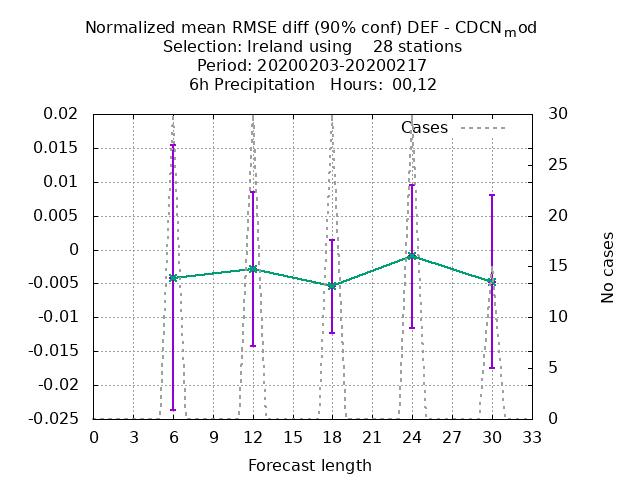 Normalized mean RMSE diff (90% conf) DEF - CDCNmod
Selection: Ireland using    28 stations
Period: 20200203-20200217
6h Precipitation   Hours:  00,12
Cases
0.02
0.015
0.01
0.005
0
-0.005
-0.01
-0.015
-0.02
-0.025
30
25
20
15
10
5
0
No cases
0 3 6 9 12 15 18 21 24 27 30 33
Forecast length